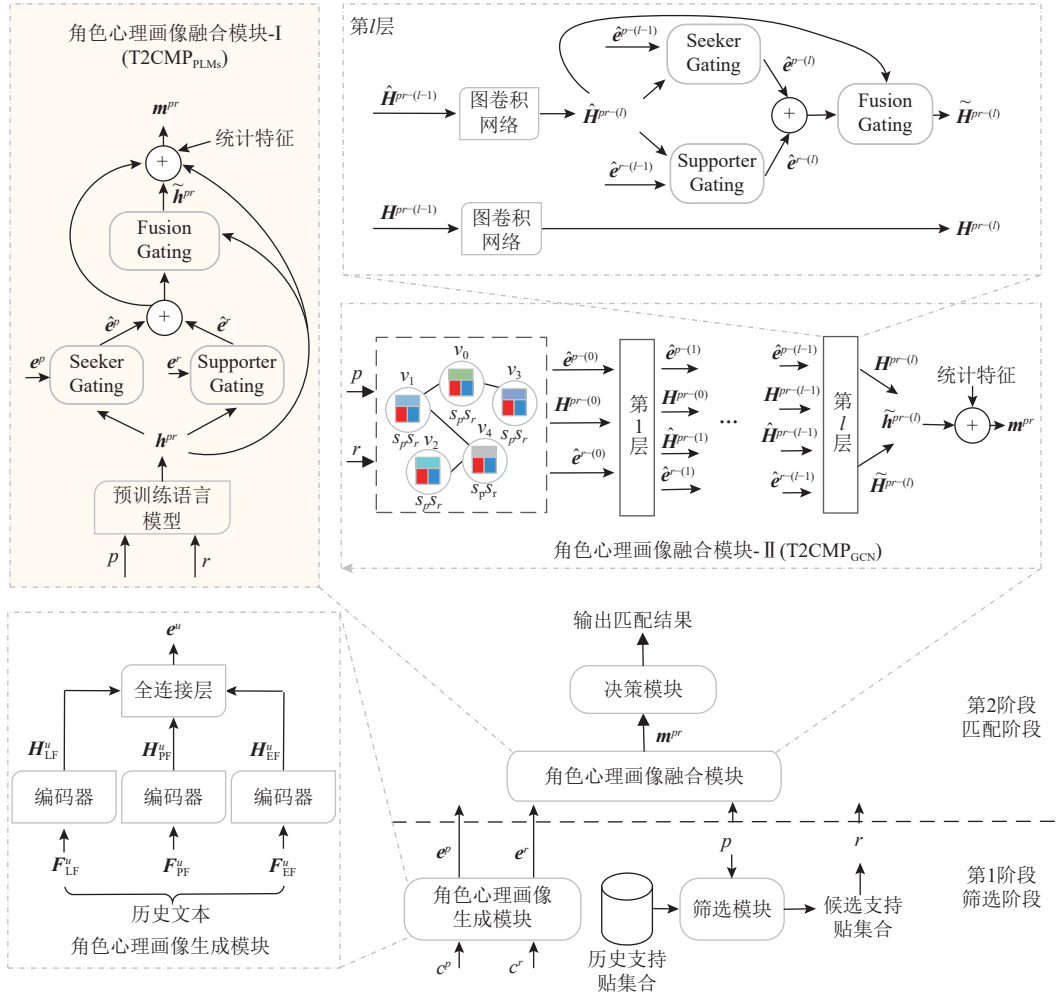 角色心理画像融合模块-I
(T2CMP_PLMs)
m^pr
统计特征
+
h̃^pr
Fusion
Gating
+
ê^p
ê^r
e^p
Seeker
Gating
e^r
Supporter
Gating
h^pr
预训练语言
模型
p
r
第l层
Ĥ^pr-(l-1)
图卷积
网络
Ĥ^pr-(l)
ê^p-(l-1)
Seeker
Gating
ê^p-(l)
ê^r-(l-1)
Supporter
Gating
ê^r-(l)
+
Fusion
Gating
H̃^pr-(l)
H^pr-(l-1)
图卷积
网络
H^pr-(l)
p
r
v_0
v_1
v_3
s_p s_r
s_p s_r
v_2
v_4
s_p s_r
s_p s_r
ê^p-(0)
H^pr-(0)
ê^r-(0)
第1层
ê^p-(1)
H^pr-(0)
Ĥ^pr-(1)
ê^r-(1)
...
ê^p-(l-1)
H^pr-(l-1)
Ĥ^pr-(l-1)
ê^r-(l-1)
第l层
H^pr-(l)
h̃^pr-(l)
H̃^pr-(l)
统计特征
+
m^pr
角色心理画像融合模块-Ⅱ(T2CMP_GCN)
e^u
全连接层
H^u_LF
H^u_PF
H^u_EF
编码器
编码器
编码器
F^u_LF
F^u_PF
F^u_EF
历史文本
角色心理画像生成模块
输出匹配结果
决策模块
m^pr
角色心理画像融合模块
第2阶段
匹配阶段
e^p
e^r
p
r
角色心理画像
生成模块
c^p
c^r
历史支持
贴集合
筛选模块
候选支持
贴集合
第1阶段
筛选阶段